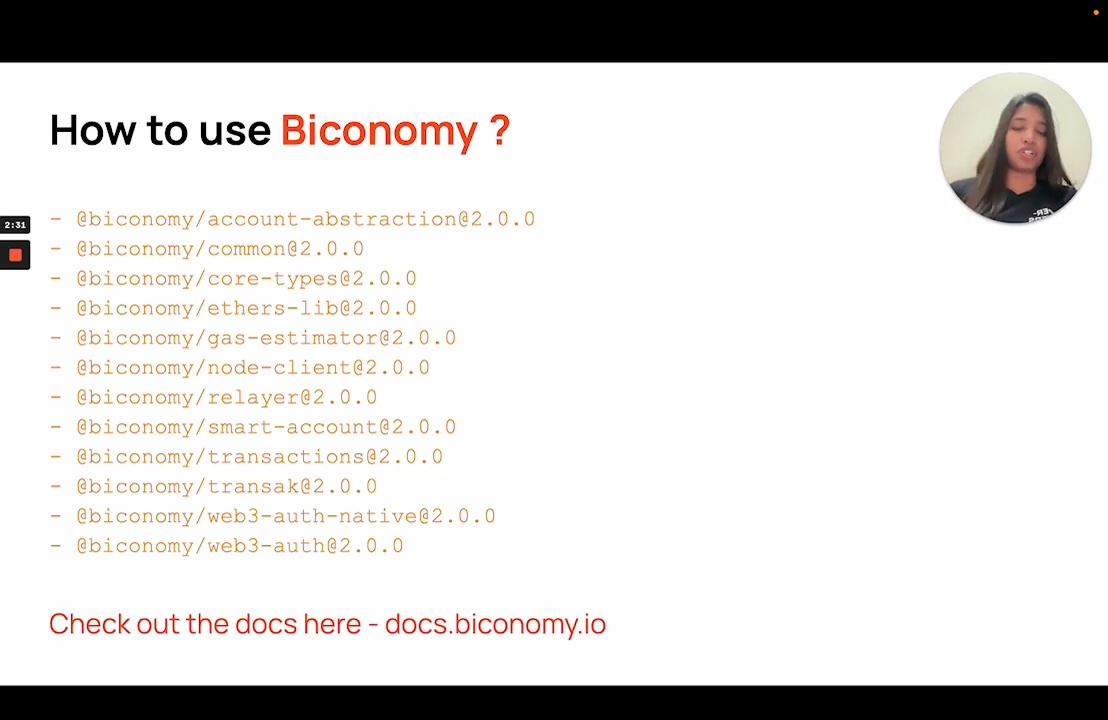 How to use Biconomy ?
- @biconomy/account-abstraction@2.0.0
2:31
- @biconomy/common@2.0.0
- @biconomy/core-types@2.0.0
- @biconomy/ethers-lib@2.0.0
- @biconomy/gas-estimator@2.0.0
- @biconomy/node-client@2.0.0
- @biconomy/relayer@2.0.0
- @biconomy/smart-account@2.0.0
- @biconomy/transactions@2.0.0
- @biconomy/transak@2.0.0
- @biconomy/web3-auth-native@2.0.0
- @biconomy/web3-auth@2.0.0
Check out the docs here - docs.biconomy.io